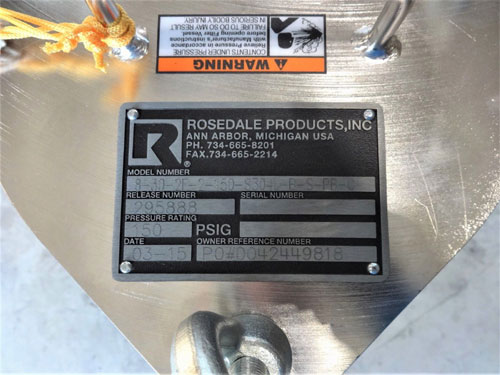 WARNING
CONTENTS UNDER PRESSURE
Relieve Pressure in accordance
with Manufacturer's instructions
before opening Filter Vessel
FAILURE TO DO SO MAY RESULT
IN SERIOUS BODILY INJURY
R
®
ROSEDALE PRODUCTS, INC
ANN ARBOR, MICHIGAN USA
PH. 734-665-8201
FAX. 734-665-2214
MODEL NUMBER
RELEASE NUMBER SERIAL NUMBER
295888
PRESSURE RATING
150 PSIG
DATE OWNER REFERENCE NUMBER
03-15 PO#0042449818